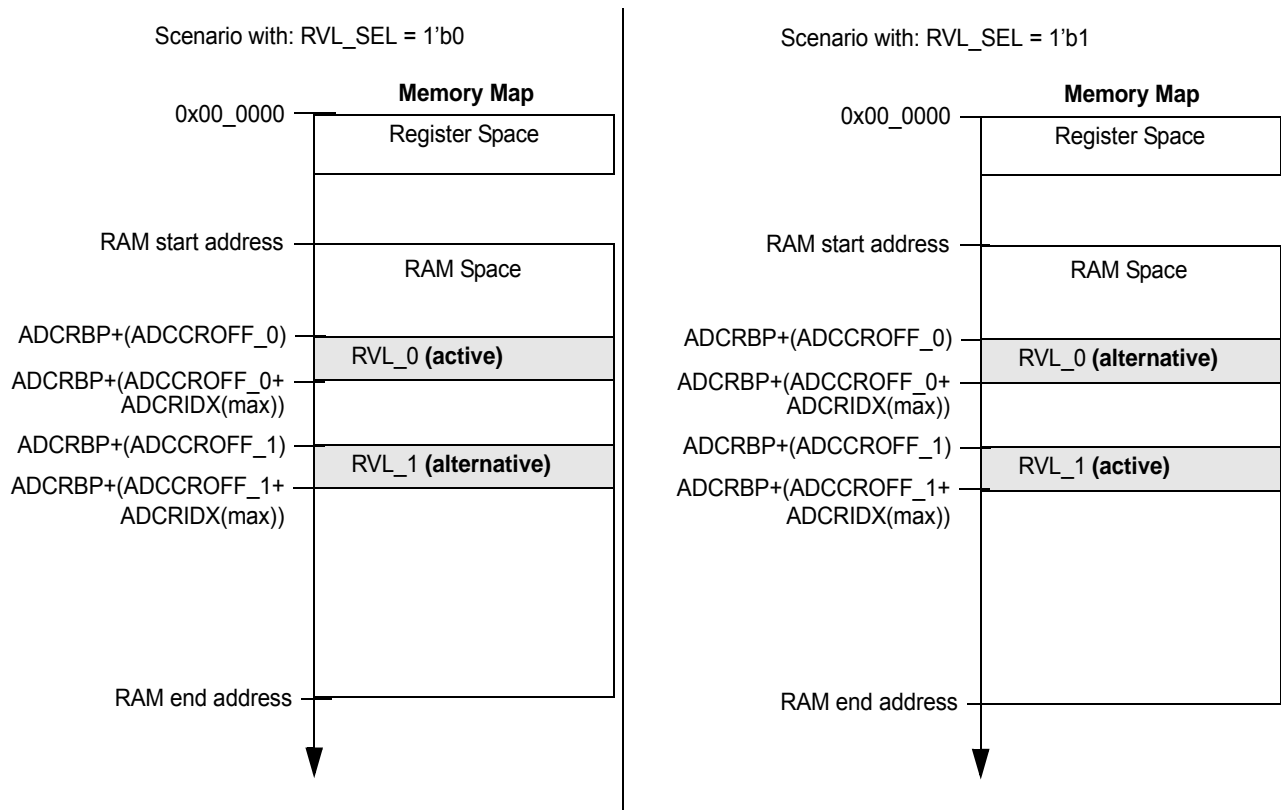 Scenario with: RVL_SEL = 1'b0
Memory Map
0x00_0000
Register Space
RAM start address
RAM Space
ADCRBP+(ADCCROFF_0)
RVL_0 (active)
ADCRBP+(ADCCROFF_0+
ADCRIDX(max))
ADCRBP+(ADCCROFF_1)
RVL_1 (alternative)
ADCRBP+(ADCCROFF_1+
ADCRIDX(max))
RAM end address
Scenario with: RVL_SEL = 1'b1
Memory Map
0x00_0000
Register Space
RAM start address
RAM Space
ADCRBP+(ADCCROFF_0)
RVL_0 (alternative)
ADCRBP+(ADCCROFF_0+
ADCRIDX(max))
ADCRBP+(ADCCROFF_1)
RVL_1 (active)
ADCRBP+(ADCCROFF_1+
ADCRIDX(max))
RAM end address